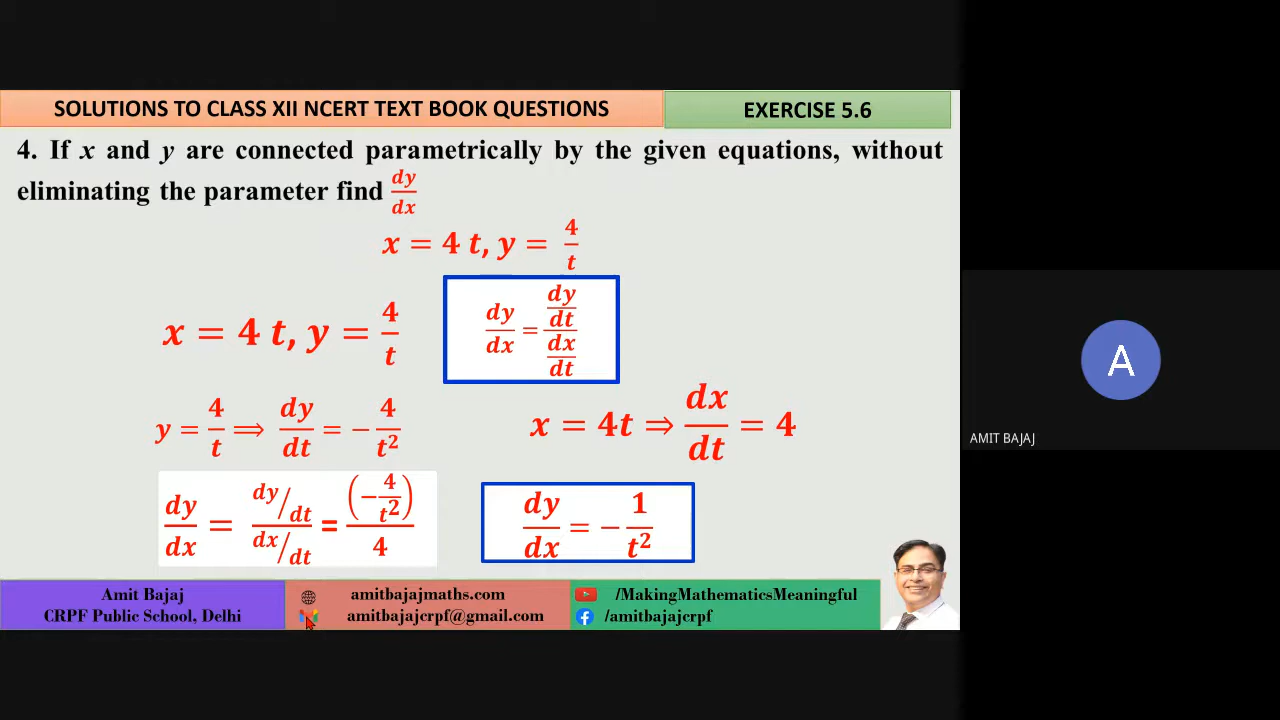 SOLUTIONS TO CLASS XII NCERT TEXT BOOK QUESTIONS
EXERCISE 5.6
4. If x and y are connected parametrically by the given equations, without
eliminating the parameter find dy/dx
x = 4 t, y = 4/t
x = 4 t, y = 4/t
dy/dx = (dy/dt)/(dx/dt)
y = 4/t ⟹ dy/dt = − 4/t²
x = 4t ⇒ dx/dt = 4
dy/dx = (dy/dt)/(dx/dt) = (− 4/t²)/4
dy/dx = − 1/t²
A
AMIT BAJAJ
Amit Bajaj
CRPF Public School, Delhi
amitbajajmaths.com
amitbajajcrpf@gmail.com
/MakingMathematicsMeaningful
/amitbajajcrpf